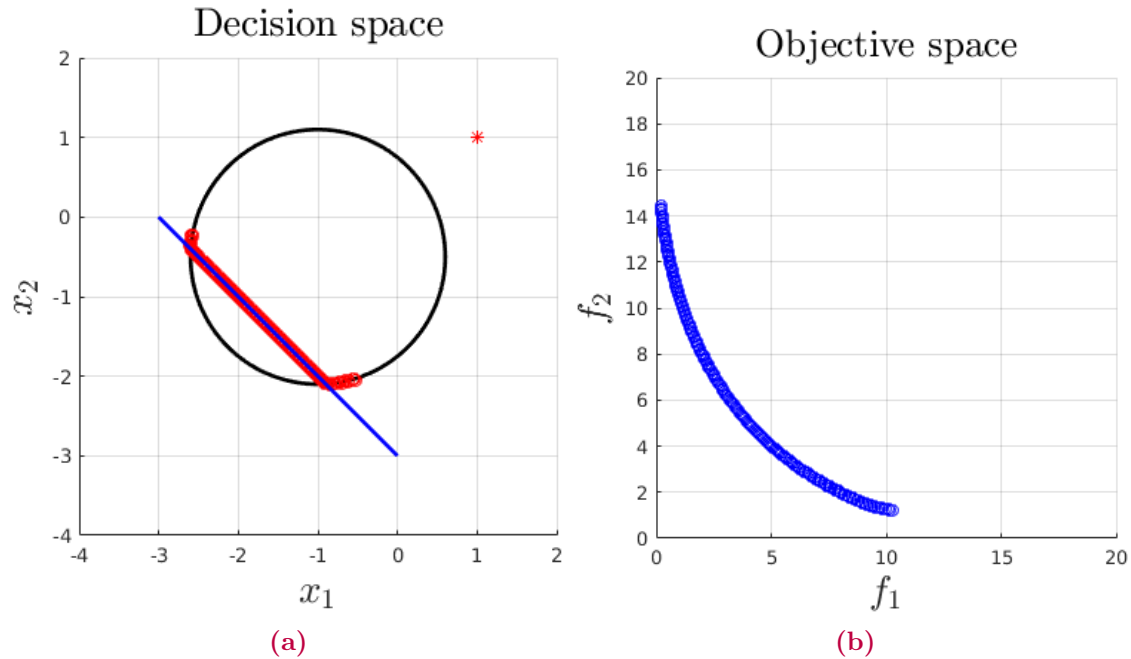 Decision space
2
1
0
-1
-2
-3
-4
x₂
-4 -3 -2 -1 0 1 2
x₁
(a)
Objective space
20
18
16
14
12
10
8
6
4
2
0
f₂
0 5 10 15 20
f₁
(b)